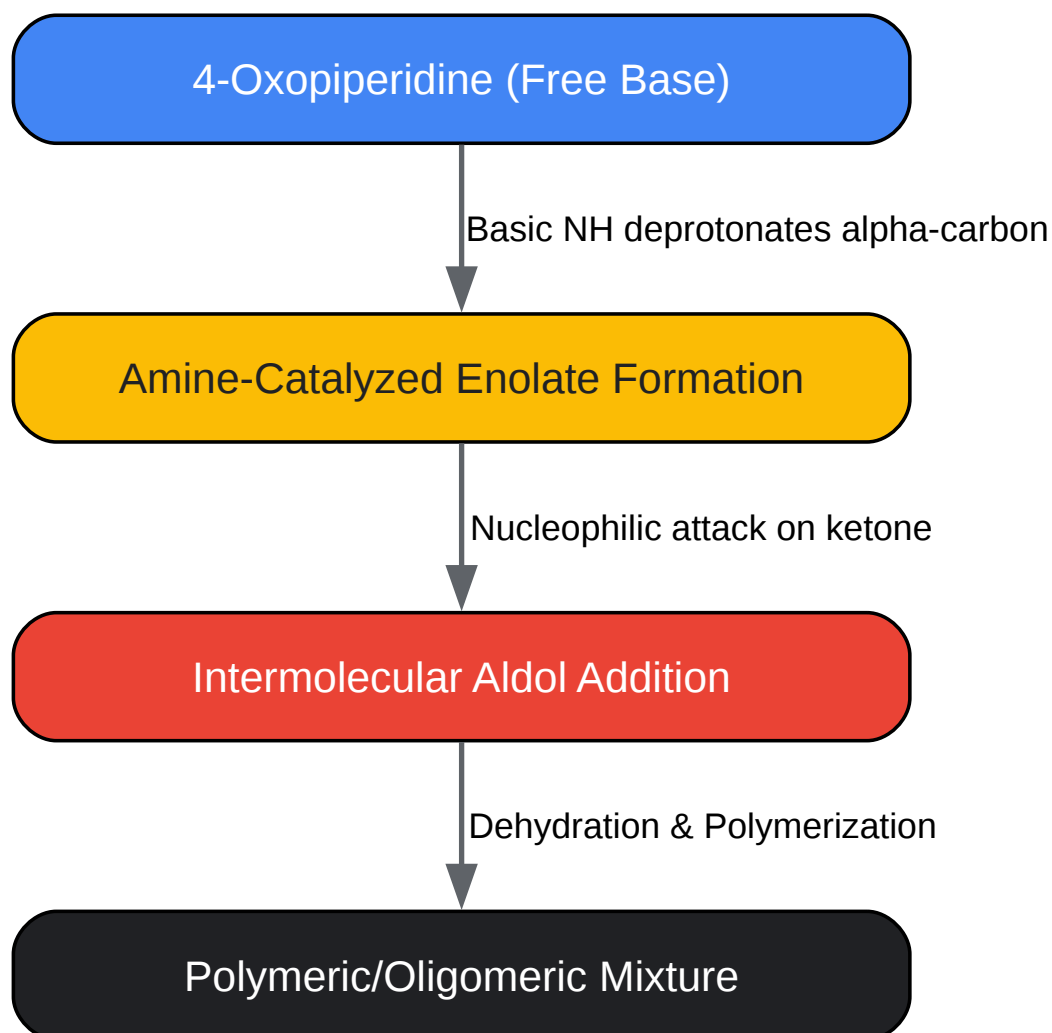 4-Oxopiperidine (Free Base)
Basic NH deprotonates alpha-carbon
Amine-Catalyzed Enolate Formation
Nucleophilic attack on ketone
Intermolecular Aldol Addition
Dehydration & Polymerization
Polymeric/Oligomeric Mixture